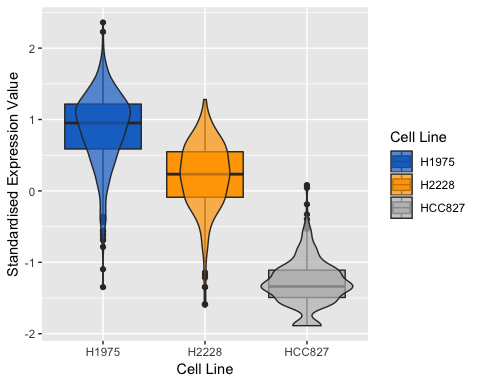 Standardised Expression Value
2
1
0
-1
-2
H1975
H2228
HCC827
Cell Line
Cell Line
H1975
H2228
HCC827